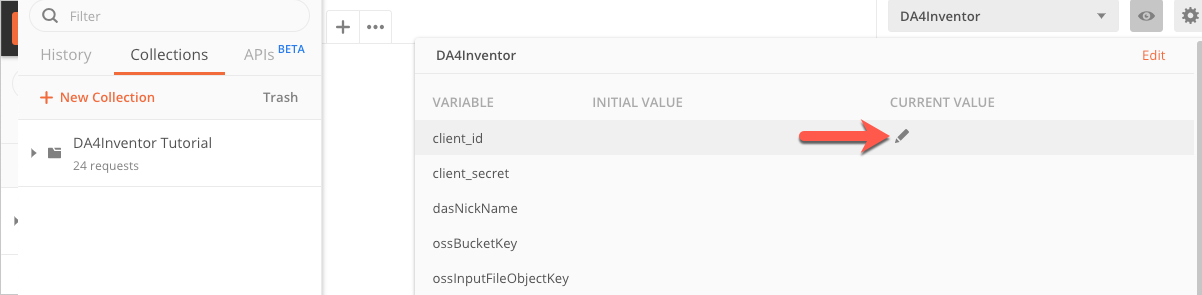 Filter
History Collections APIs BETA
+ New Collection Trash
DA4Inventor Tutorial
24 requests
DA4Inventor
DA4Inventor Edit
VARIABLE INITIAL VALUE CURRENT VALUE
client_id
client_secret
dasNickName
ossBucketKey
ossInputFileObjectKey